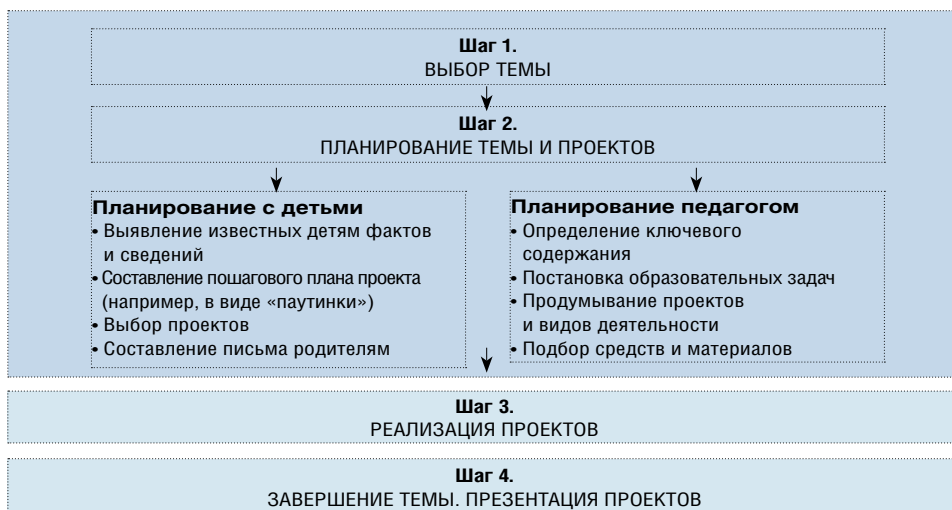 Шаг 1.
ВЫБОР ТЕМЫ
Шаг 2.
ПЛАНИРОВАНИЕ ТЕМЫ И ПРОЕКТОВ
Планирование с детьми
• Выявление известных детям фактов
и сведений
• Составление пошагового плана проекта
(например, в виде «паутинки»)
• Выбор проектов
• Составление письма родителям
Планирование педагогом
• Определение ключевого
содержания
• Постановка образовательных задач
• Продумывание проектов
и видов деятельности
• Подбор средств и материалов
Шаг 3.
РЕАЛИЗАЦИЯ ПРОЕКТОВ
Шаг 4.
ЗАВЕРШЕНИЕ ТЕМЫ. ПРЕЗЕНТАЦИЯ ПРОЕКТОВ